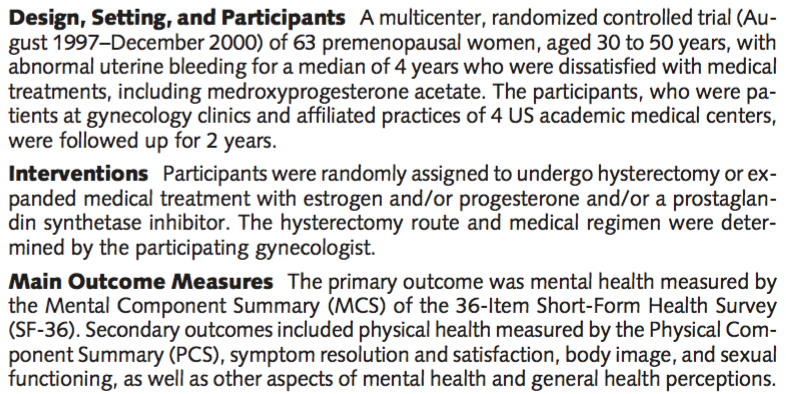 Design, Setting, and Participants A multicenter, randomized controlled trial (Au-
gust 1997–December 2000) of 63 premenopausal women, aged 30 to 50 years, with
abnormal uterine bleeding for a median of 4 years who were dissatisfied with medical
treatments, including medroxyprogesterone acetate. The participants, who were pa-
tients at gynecology clinics and affiliated practices of 4 US academic medical centers,
were followed up for 2 years.
Interventions Participants were randomly assigned to undergo hysterectomy or ex-
panded medical treatment with estrogen and/or progesterone and/or a prostaglan-
din synthetase inhibitor. The hysterectomy route and medical regimen were deter-
mined by the participating gynecologist.
Main Outcome Measures The primary outcome was mental health measured by
the Mental Component Summary (MCS) of the 36-Item Short-Form Health Survey
(SF-36). Secondary outcomes included physical health measured by the Physical Com-
ponent Summary (PCS), symptom resolution and satisfaction, body image, and sexual
functioning, as well as other aspects of mental health and general health perceptions.